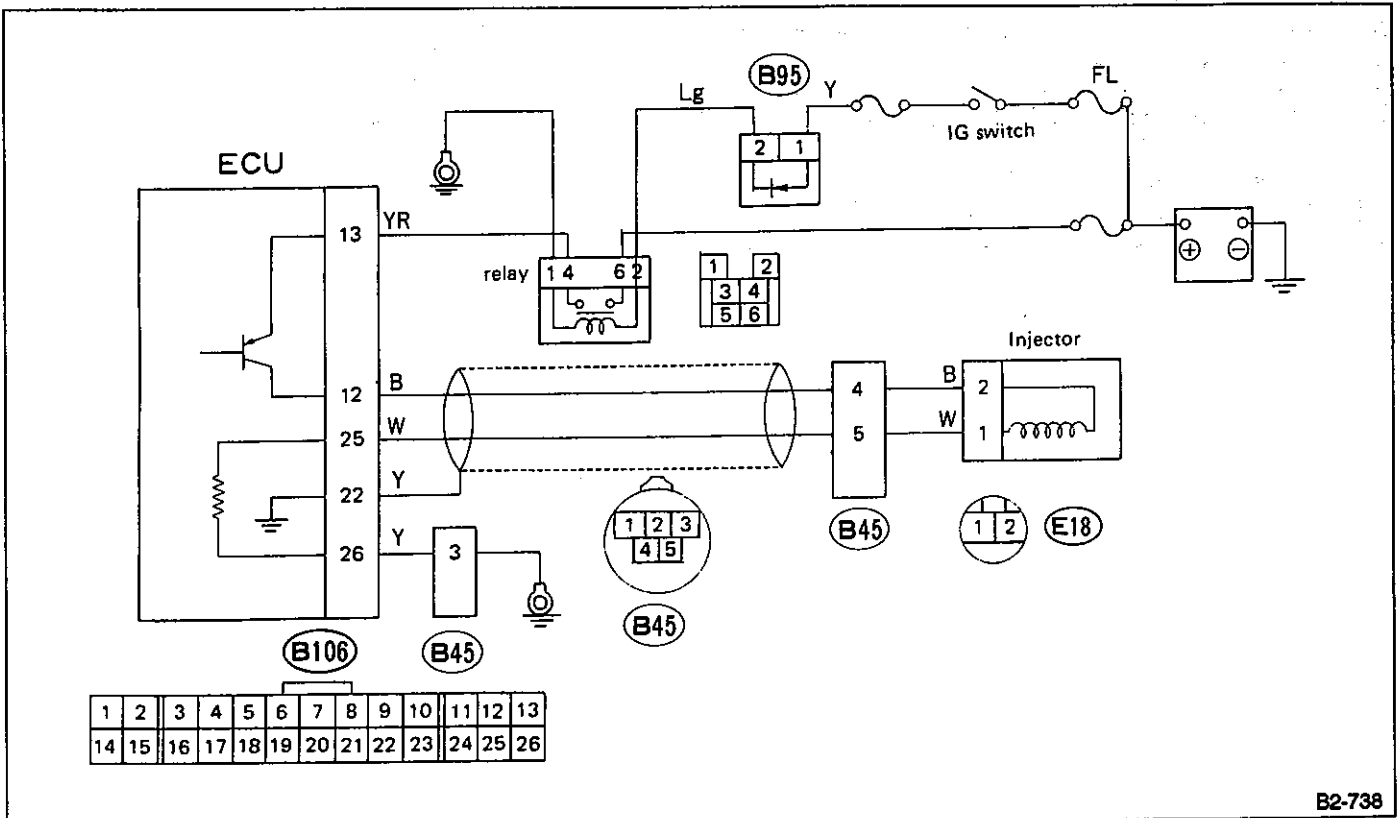 B95
Lg
Y
FL
IG switch
ECU
13
YR
2 1
relay
1 4 6 2
1 2
3 4
5 6
⊕ ⊖
Injector
12
B
4
B
2
25
W
5
W
1
22
Y
26
Y
3
1 2 3
4 5
B45
1 2
E18
B45
B106
B45
1 2 3 4 5 6 7 8 9 10 11 12 13
14 15 16 17 18 19 20 21 22 23 24 25 26
B2-738